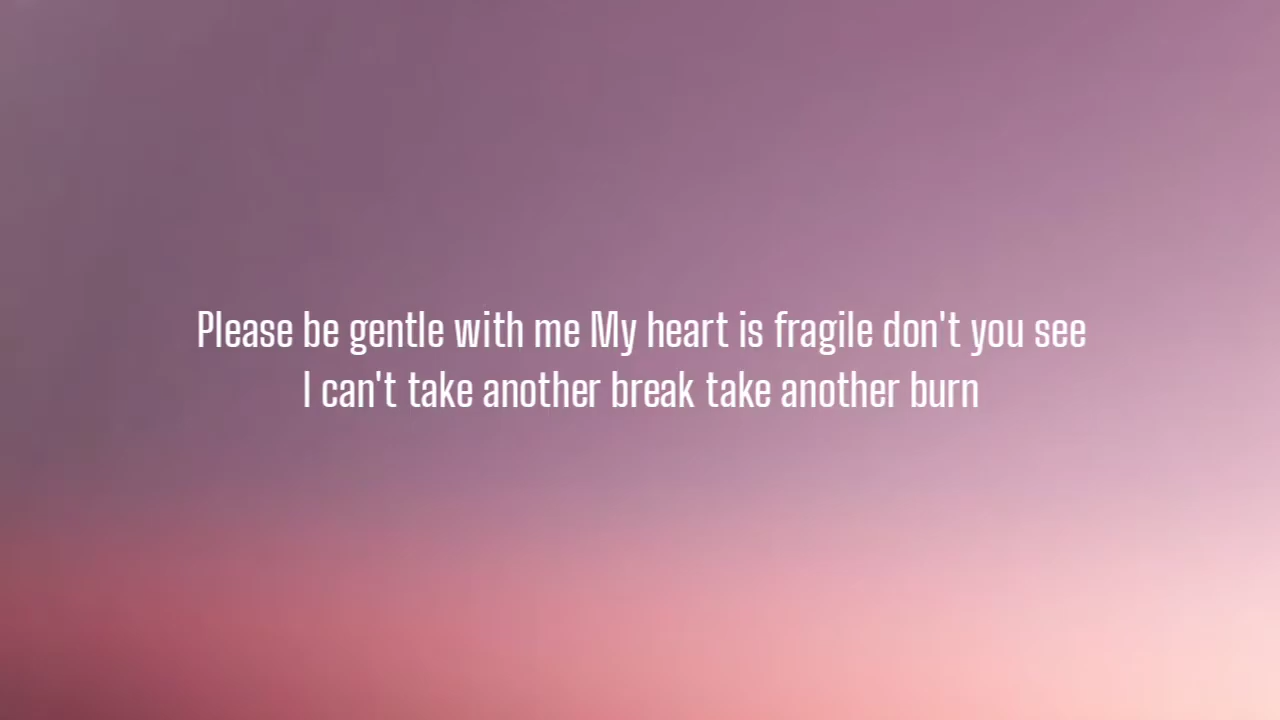 Please be gentle with me My heart is fragile don't you see
I can't take another break take another burn